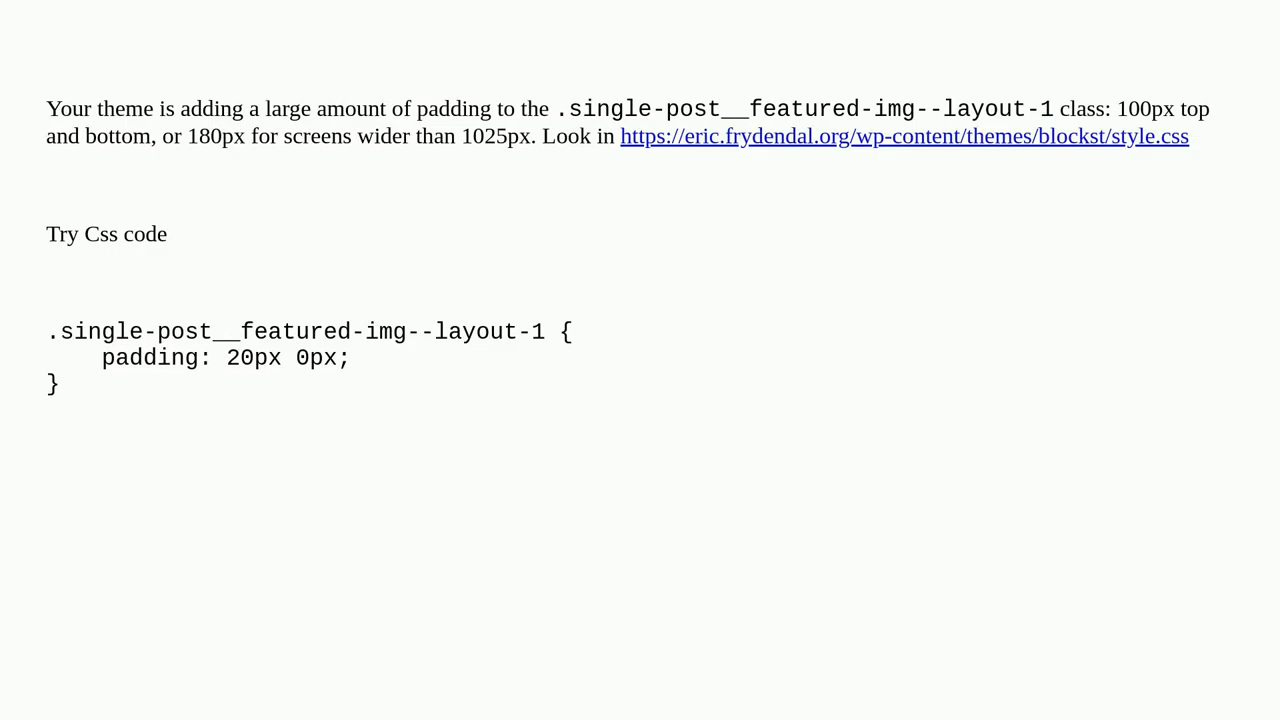 Your theme is adding a large amount of padding to the .single-post__featured-img--layout-1 class: 100px top
and bottom, or 180px for screens wider than 1025px. Look in https://eric.frydendal.org/wp-content/themes/blockst/style.css
Try Css code
.single-post__featured-img--layout-1 {
    padding: 20px 0px;
}